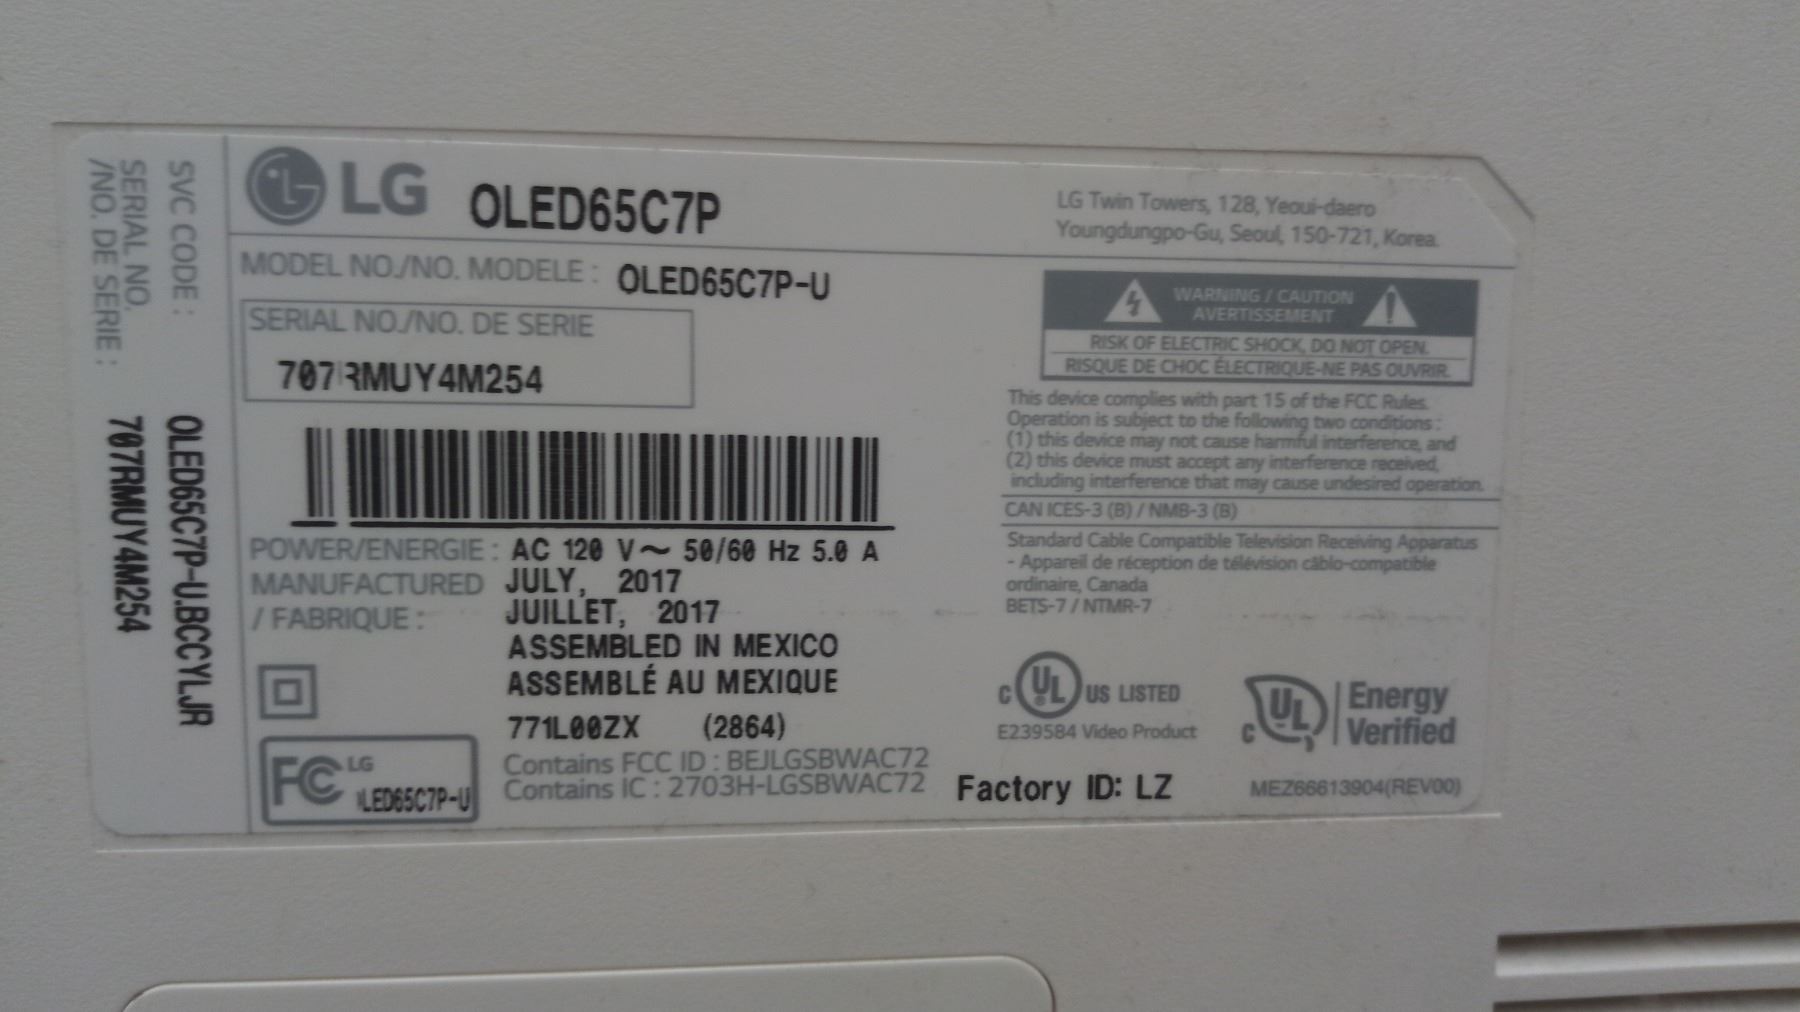 SVC CODE : OLED65C7P-U.BCCYLJR
SERIAL NO.
/NO. DE SERIE : 707RMUY4M254
LG OLED65C7P
LG Twin Towers, 128, Yeoui-daero
Youngdungpo-Gu, Seoul, 150-721, Korea.
MODEL NO./NO. MODELE : OLED65C7P-U
SERIAL NO./NO. DE SERIE
707RMUY4M254
POWER/ENERGIE : AC 120 V~ 50/60 Hz 5.0 A
MANUFACTURED JULY, 2017
/ FABRIQUE : JUILLET, 2017
ASSEMBLED IN MEXICO
ASSEMBLÉ AU MEXIQUE
771L00ZX (2864)
Contains FCC ID : BEJLGSBWAC72
Contains IC : 2703H-LGSBWAC72
FC LG
LED65C7P-U
Factory ID: LZ
WARNING / CAUTION
AVERTISSEMENT
RISK OF ELECTRIC SHOCK, DO NOT OPEN.
RISQUE DE CHOC ÉLECTRIQUE-NE PAS OUVRIR.
This device complies with part 15 of the FCC Rules.
Operation is subject to the following two conditions :
(1) this device may not cause harmful interference, and
(2) this device must accept any interference received,
including interference that may cause undesired operation.
CAN ICES-3 (B) / NMB-3 (B)
Standard Cable Compatible Television Receiving Apparatus
- Appareil de réception de télévision câblo-compatible
ordinaire, Canada
BETS-7 / NTMR-7
C UL US LISTED
E239584 Video Product
C UL Energy
Verified
MEZ66613904(REV00)